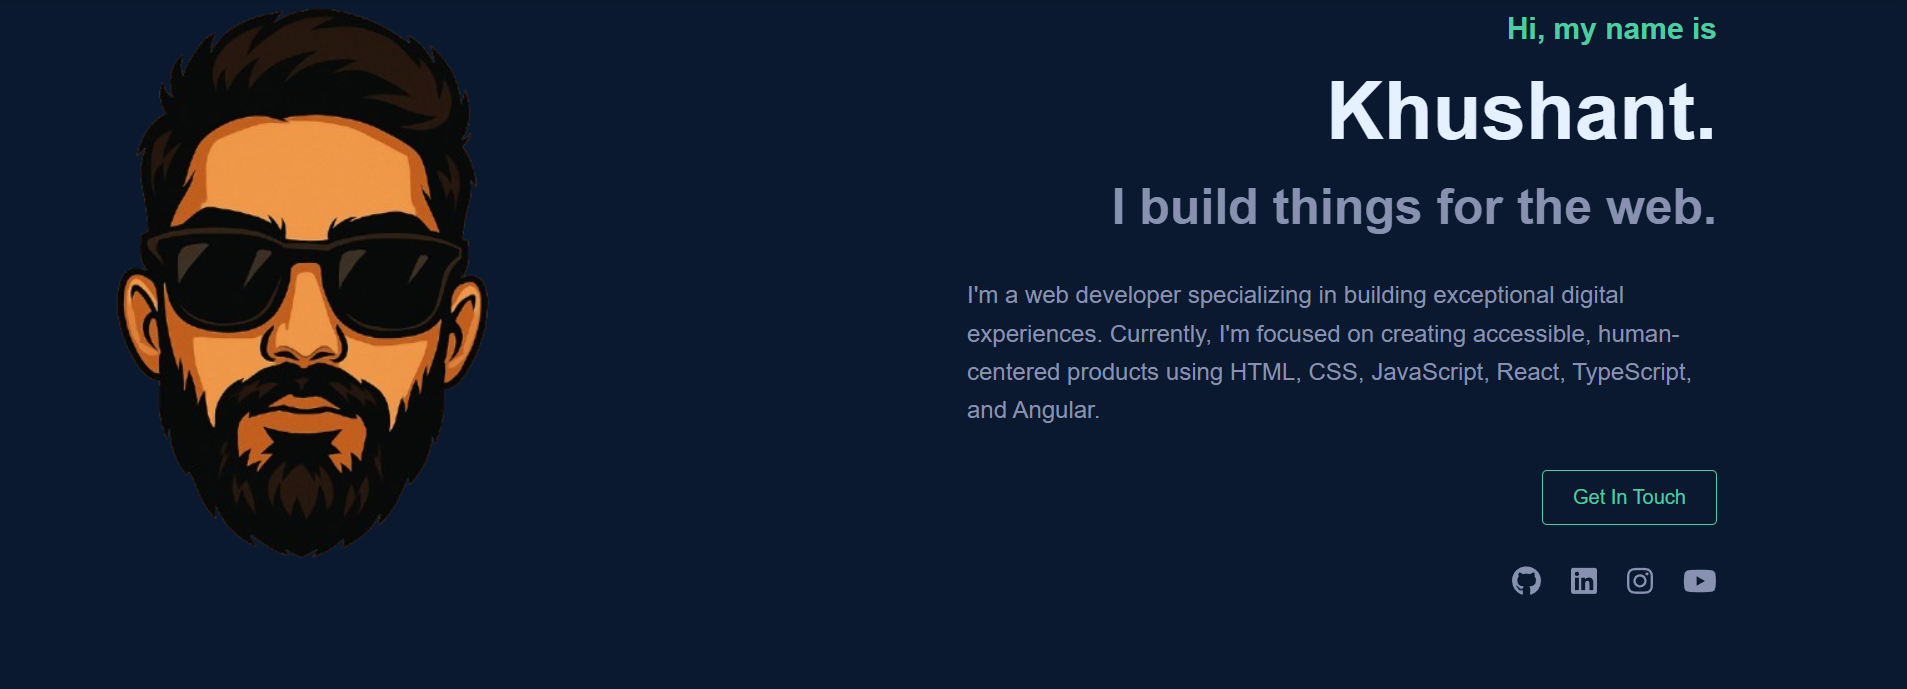 Hi, my name is
Khushant.
I build things for the web.
I'm a web developer specializing in building exceptional digital
experiences. Currently, I'm focused on creating accessible, human-
centered products using HTML, CSS, JavaScript, React, TypeScript,
and Angular.
Get In Touch
in